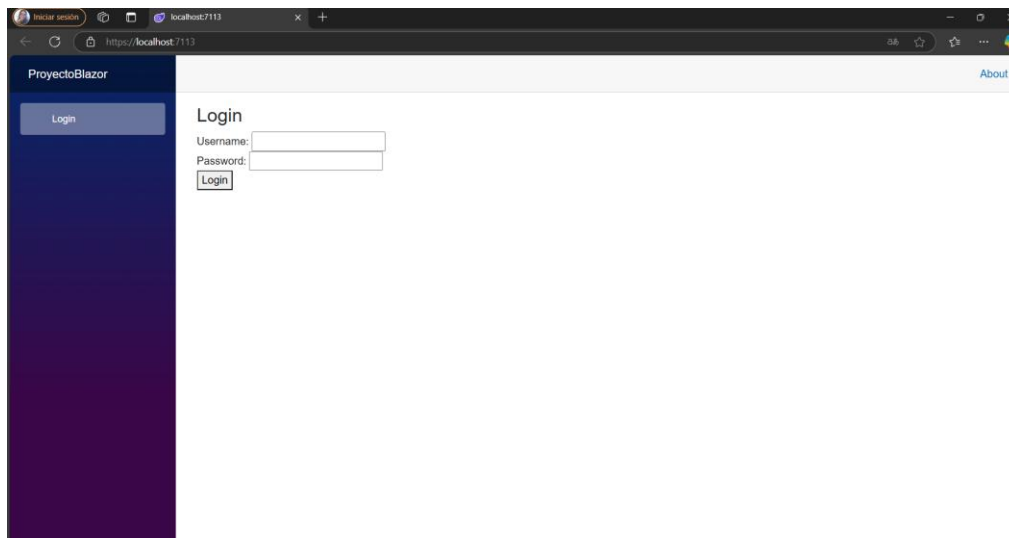 Iniciar sesión
localhost:7113
https://localhost:7113
ProyectoBlazor
About
Login
Login
Username:
Password:
Login